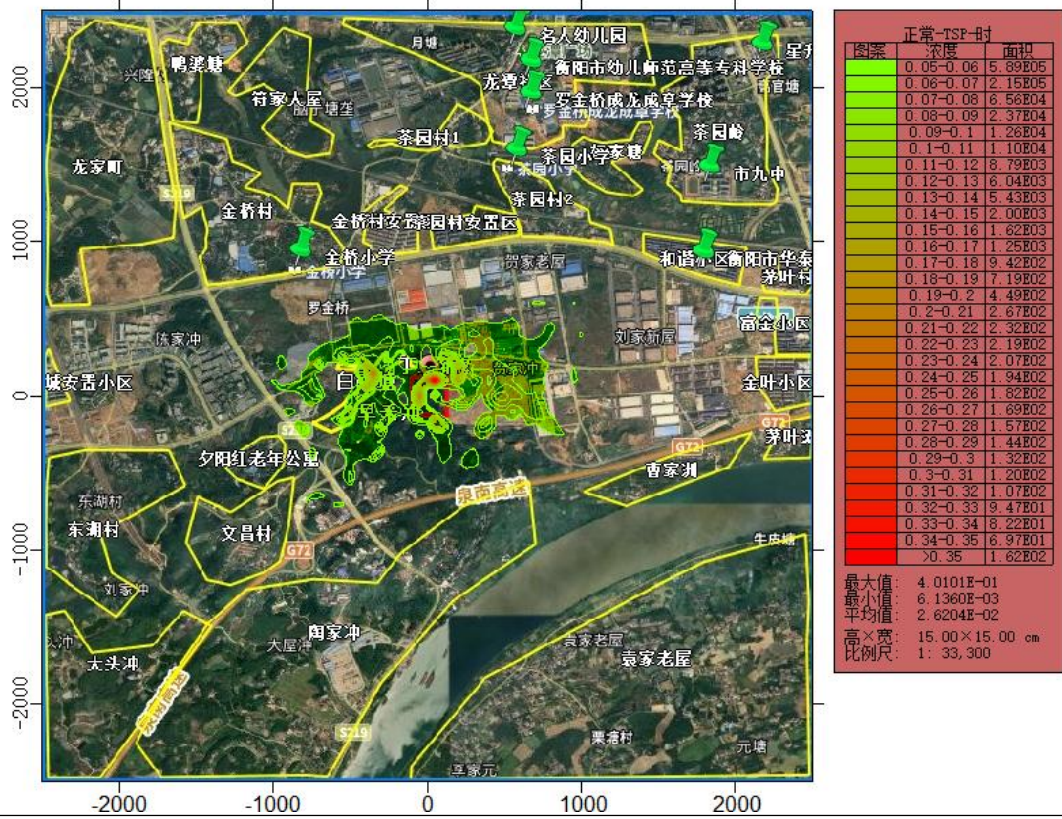 正常-TSP-时
图案 浓度 面积
0.05-0.06 5.89E05
0.06-0.07 2.15E05
0.07-0.08 6.56E04
0.08-0.09 2.37E04
0.09-0.1 1.26E04
0.1-0.11 1.10E04
0.11-0.12 8.79E03
0.12-0.13 6.04E03
0.13-0.14 5.43E03
0.14-0.15 2.00E03
0.15-0.16 1.62E03
0.16-0.17 1.25E03
0.17-0.18 9.42E02
0.18-0.19 7.19E02
0.19-0.2 4.49E02
0.2-0.21 2.67E02
0.21-0.22 2.32E02
0.22-0.23 2.19E02
0.23-0.24 2.07E02
0.24-0.25 1.94E02
0.25-0.26 1.82E02
0.26-0.27 1.69E02
0.27-0.28 1.57E02
0.28-0.29 1.44E02
0.29-0.3 1.32E02
0.3-0.31 1.20E02
0.31-0.32 1.07E02
0.32-0.33 9.47E01
0.33-0.34 8.22E01
0.34-0.35 6.97E01
>0.35 1.62E02
最大值: 4.0101E-01
最小值: 6.1360E-03
平均值: 2.6204E-02
高×宽: 15.00×15.00 cm
比例尺: 1: 33,300
名人幼儿园
月塘
鸭婆塘
兴隆
衡阳市幼儿师范高等专科学校
2000
符家大屋
罗金桥成龙成章学校
罗金桥成龙成章学校
茶园村1
茶园岭
茶园小学
茶园小学
龙家町
市九中
S219
茶园村2
金桥村
茶园村安置区
1000
金桥小学
金桥小学
贺家老屋
和谐小区
衡阳市华泰
茅叶村
罗金桥
富金小区
陈家冲
刘家新屋
城安置小区
金叶小区
0
G72
夕阳红老年公寓
曹家洲
东湖村
泉南高速
东湖村
文昌村
牛皮塘
-1000
G72
刘家冲
陶家冲
大屋冲
袁家老屋
袁家老屋
太头冲
泉南高速
-2000
S219
栗塘村
元塘
李家元
-2000 -1000 0 1000 2000